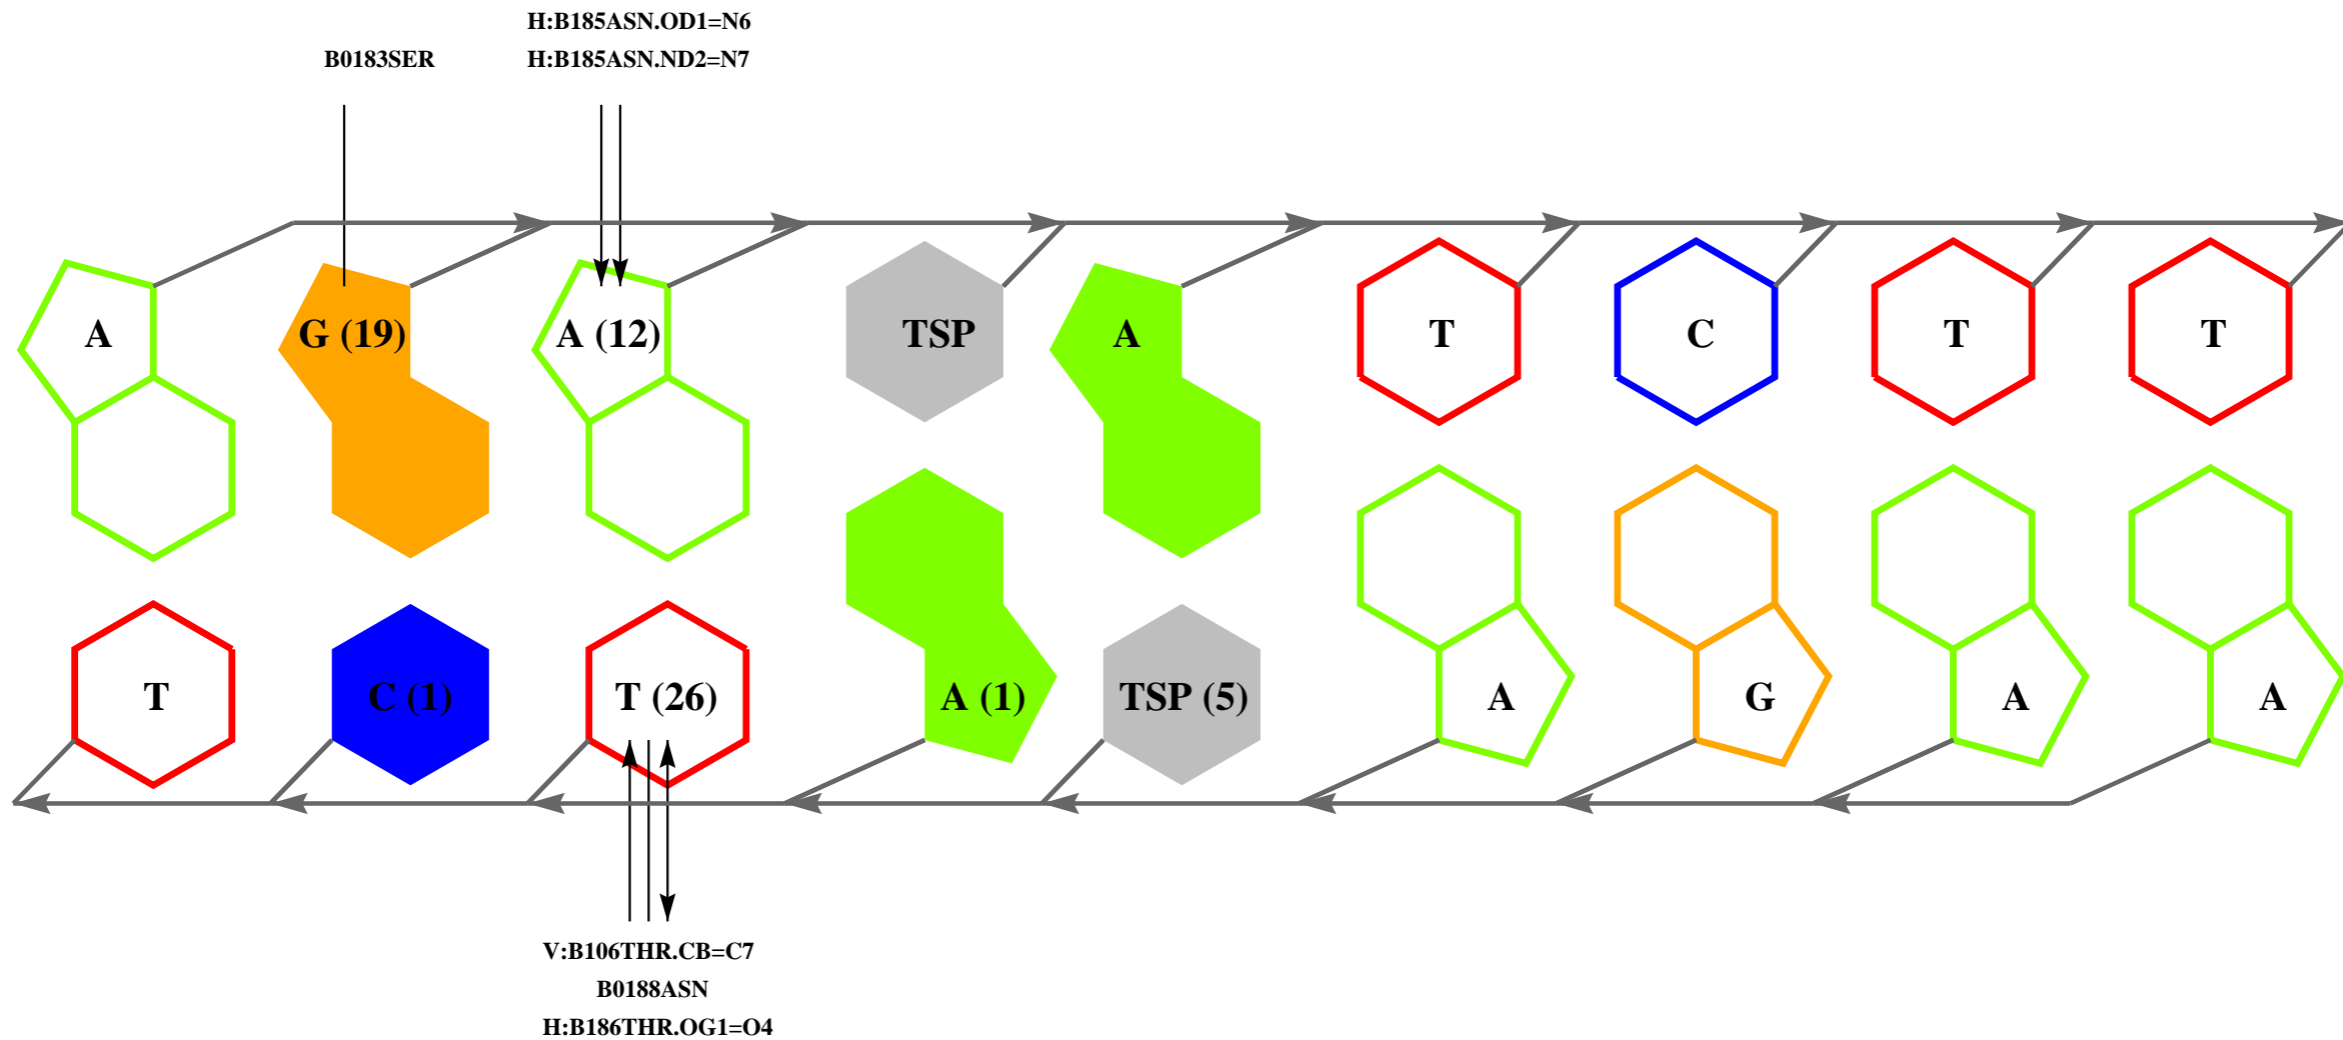 H:B185ASN.OD1=N6
B0183SER H:B185ASN.ND2=N7
A G (19) A (12) TSP A T C T T
T C (1) T (26) A (1) TSP (5) A G A A
V:B106THR.CB=C7
B0188ASN
H:B186THR.OG1=O4